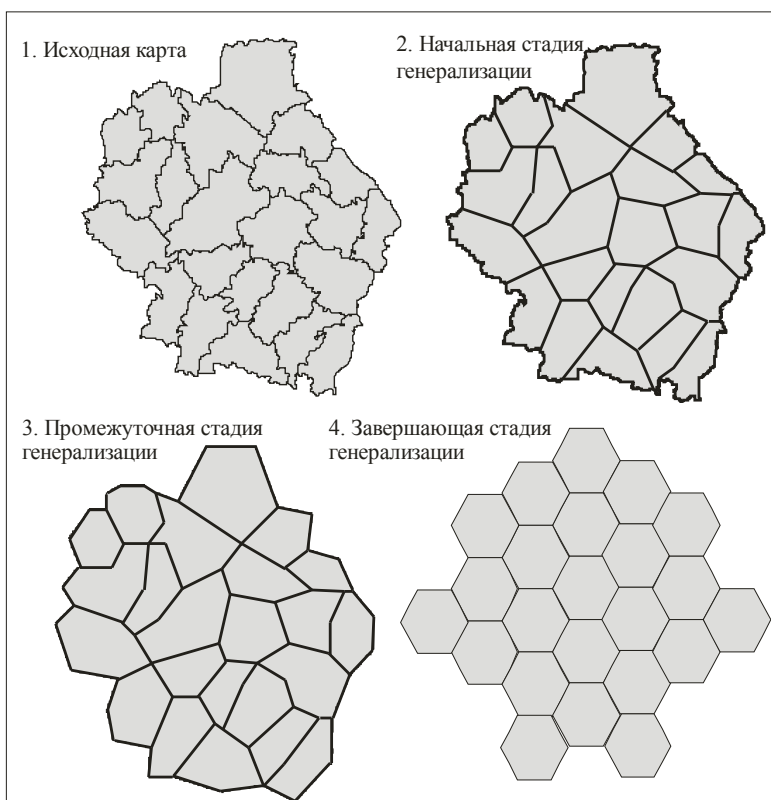 1. Исходная карта
2. Начальная стадия
генерализации
3. Промежуточная стадия
генерализации
4. Завершающая стадия
генерализации